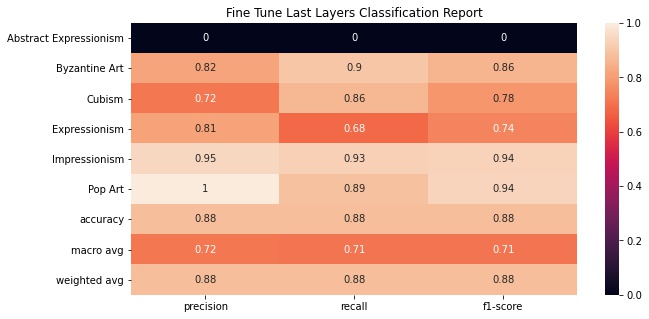 Fine Tune Last Layers Classification Report
Abstract Expressionism 0 0 0
Byzantine Art 0.82 0.9 0.86
Cubism 0.72 0.86 0.78
Expressionism 0.81 0.68 0.74
Impressionism 0.95 0.93 0.94
Pop Art 1 0.89 0.94
accuracy 0.88 0.88 0.88
macro avg 0.72 0.71 0.71
weighted avg 0.88 0.88 0.88
precision recall f1-score
1.0
0.8
0.6
0.4
0.2
0.0